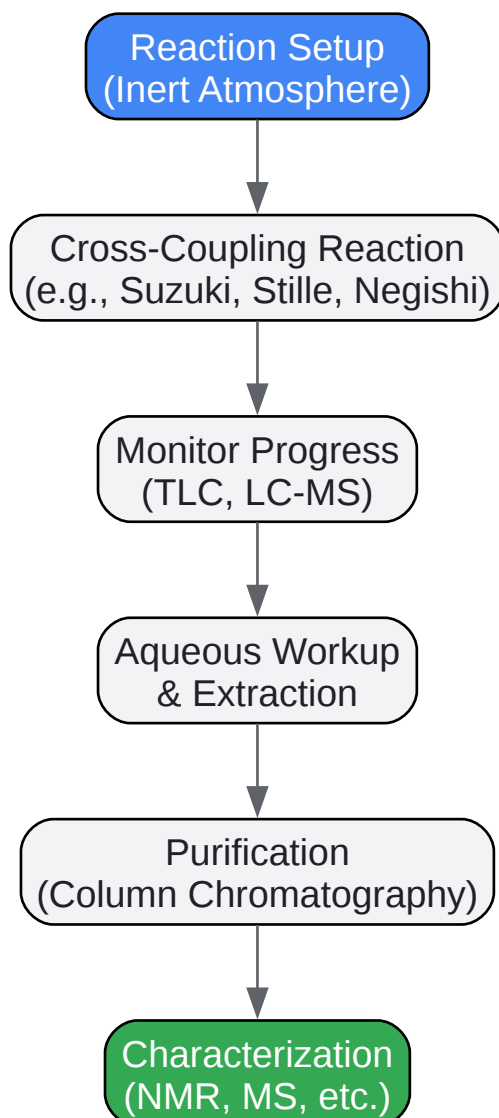 Reaction Setup
(Inert Atmosphere)
Cross-Coupling Reaction
(e.g., Suzuki, Stille, Negishi)
Monitor Progress
(TLC, LC-MS)
Aqueous Workup
& Extraction
Purification
(Column Chromatography)
Characterization
(NMR, MS, etc.)